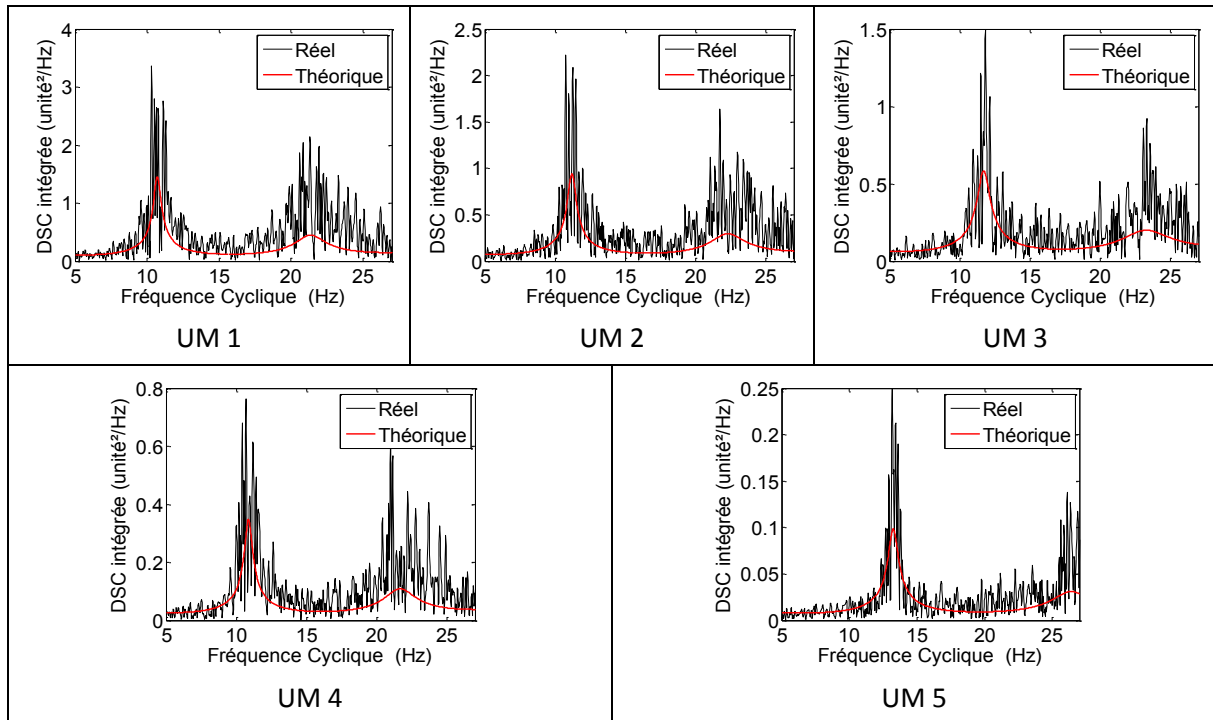 DSC intégrée (unité²/Hz)
4
3
2
1
0
5 10 15 20 25
Réel
Théorique
Fréquence Cyclique (Hz)
UM 1
DSC intégrée (unité²/Hz)
2.5
2
1.5
1
0.5
0
5 10 15 20 25
Réel
Théorique
Fréquence Cyclique (Hz)
UM 2
DSC intégrée (unité²/Hz)
1.5
1
0.5
0
5 10 15 20 25
Réel
Théorique
Fréquence Cyclique (Hz)
UM 3
DSC intégrée (unité²/Hz)
0.8
0.6
0.4
0.2
0
5 10 15 20 25
Réel
Théorique
Fréquence Cyclique (Hz)
UM 4
DSC intégrée (unité²/Hz)
0.25
0.2
0.15
0.1
0.05
0
5 10 15 20 25
Réel
Théorique
Fréquence Cyclique (Hz)
UM 5